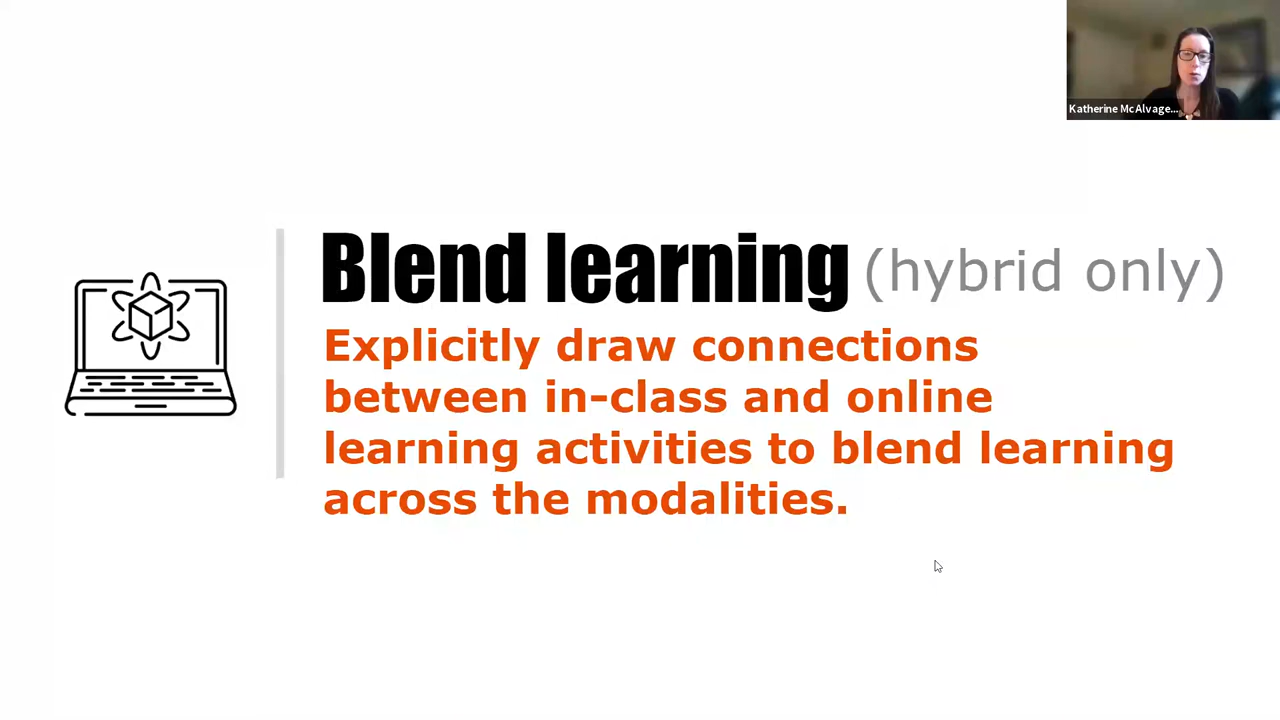 Katherine McAlvage...
Blend learning (hybrid only)
Explicitly draw connections
between in-class and online
learning activities to blend learning
across the modalities.